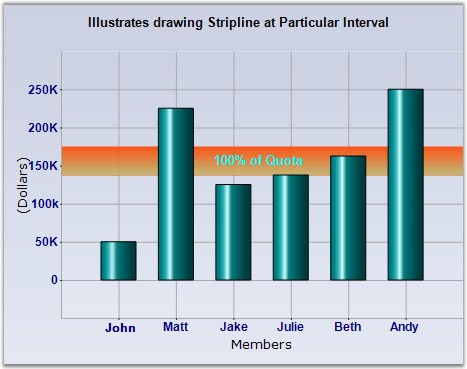 Illustrates drawing Stripline at Particular Interval
250K
200K
150K
100k
50K
0
(Dollars)
100% of Quota
John Matt Jake Julie Beth Andy
Members